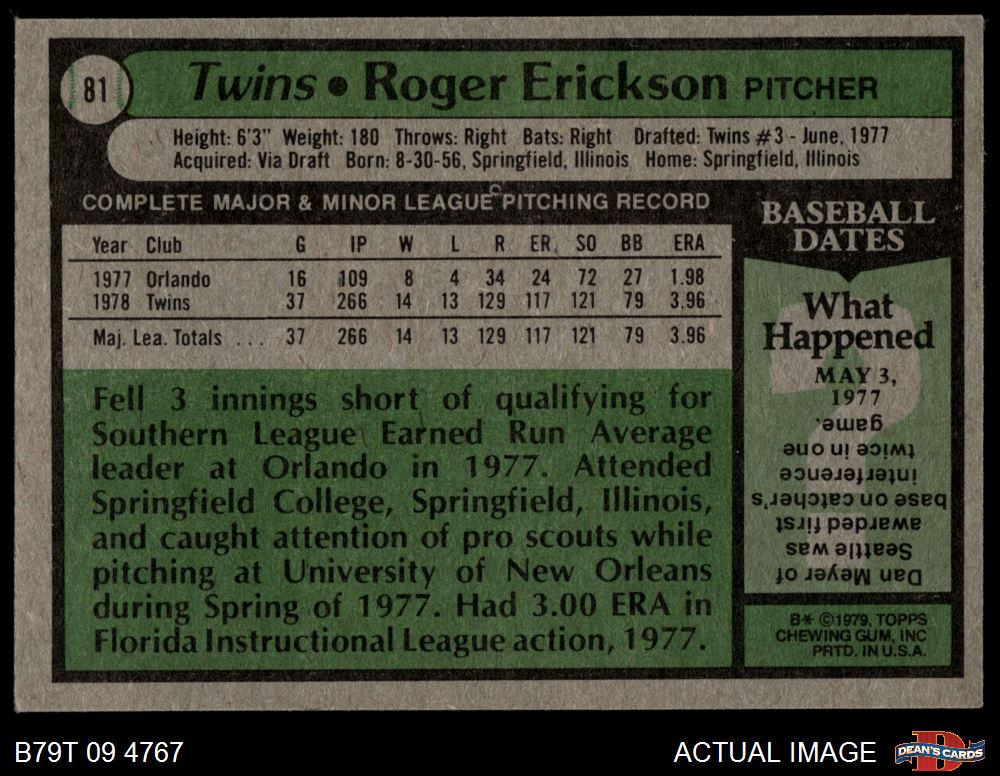 81
Twins • Roger Erickson PITCHER
Height: 6'3" Weight: 180 Throws: Right Bats: Right Drafted: Twins #3 - June, 1977
Acquired: Via Draft Born: 8-30-56, Springfield, Illinois Home: Springfield, Illinois
COMPLETE MAJOR & MINOR LEAGUE PITCHING RECORD
Year Club G IP W L R ER SO BB ERA
1977 Orlando 16 109 8 4 34 24 72 27 1.98
1978 Twins 37 266 14 13 129 117 121 79 3.96
Maj. Lea. Totals ... 37 266 14 13 129 117 121 79 3.96
Fell 3 innings short of qualifying for
Southern League Earned Run Average
leader at Orlando in 1977. Attended
Springfield College, Springfield, Illinois,
and caught attention of pro scouts while
pitching at University of New Orleans
during Spring of 1977. Had 3.00 ERA in
Florida Instructional League action, 1977.
BASEBALL
DATES
What
Happened
MAY 3,
1977
?
Dan Meyer of
Seattle was
awarded first
base on catcher's
interference
twice in one
game.
B* ©1979, TOPPS
CHEWING GUM, INC
PRTD. IN U.S.A.
B79T 09 4767
ACTUAL IMAGE
DEAN'S CARDS